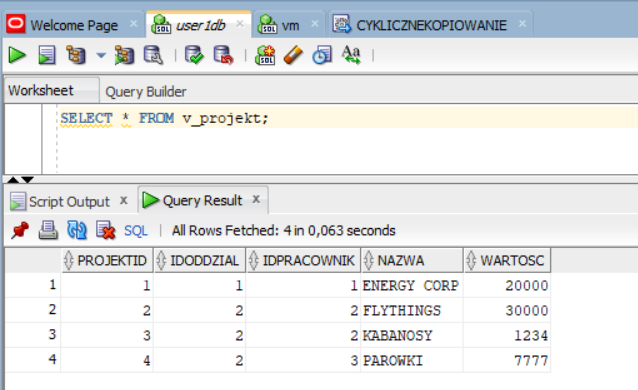 Welcome Page user1db vm CYKLICZNEKOPIOWANIE
Worksheet Query Builder
SELECT * FROM v_projekt;
Script Output x Query Result x
SQL | All Rows Fetched: 4 in 0,063 seconds
PROJEKTID IDODDZIAL IDPRACOWNIK NAZWA WARTOSC
1 1 1 1 ENERGY CORP 20000
2 2 2 2 FLYTHINGS 30000
3 3 2 2 KABANOSY 1234
4 4 2 3 PAROWKI 7777